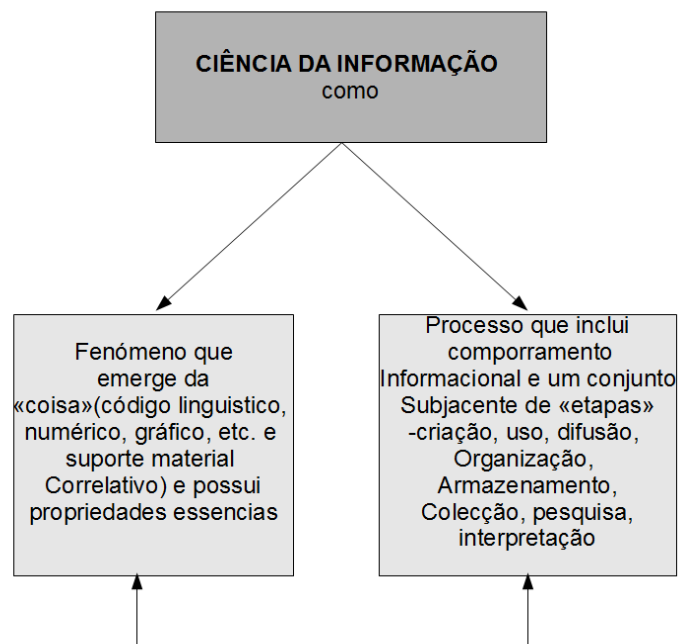 CIÊNCIA DA INFORMAÇÃO
como
Fenómeno que
emerge da
«coisa»(código linguistico,
numérico, gráfico, etc. e
suporte material
Correlativo) e possui
propriedades essencias
Processo que inclui
comporramento
Informacional e um conjunto
Subjacente de «etapas»
-criação, uso, difusão,
Organização,
Armazenamento,
Colecção, pesquisa,
interpretação